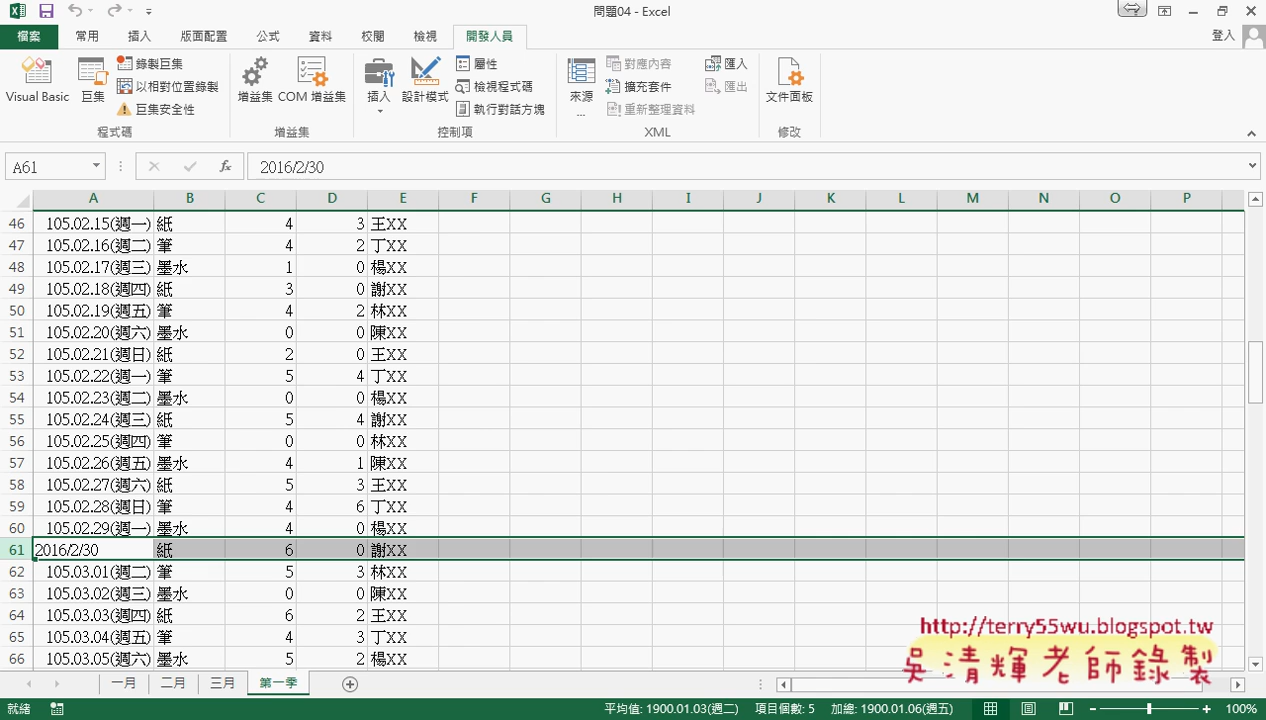 問題04 - Excel
檔案 常用 插入 版面配置 公式 資料 校閱 檢視 開發人員 登入
Visual Basic 巨集 錄製巨集 以相對位置錄製 巨集安全性 程式碼
增益集 COM 增益集 增益集
插入 設計模式 屬性 檢視程式碼 執行對話方塊 控制項
來源 ... 對應內容 擴充套件 重新整理資料 匯入 匯出 XML
文件面板 修改
A61 fx 2016/2/30
A B C D E F G H I J K L M N O P
46 105.02.15(週一) 紙 4 3 王XX
47 105.02.16(週二) 筆 4 2 丁XX
48 105.02.17(週三) 墨水 1 0 楊XX
49 105.02.18(週四) 紙 3 0 謝XX
50 105.02.19(週五) 筆 4 2 林XX
51 105.02.20(週六) 墨水 0 0 陳XX
52 105.02.21(週日) 紙 2 0 王XX
53 105.02.22(週一) 筆 5 4 丁XX
54 105.02.23(週二) 墨水 0 0 楊XX
55 105.02.24(週三) 紙 5 4 謝XX
56 105.02.25(週四) 筆 0 0 林XX
57 105.02.26(週五) 墨水 4 1 陳XX
58 105.02.27(週六) 紙 5 3 王XX
59 105.02.28(週日) 筆 4 6 丁XX
60 105.02.29(週一) 墨水 4 0 楊XX
61 2016/2/30 紙 6 0 謝XX
62 105.03.01(週二) 筆 5 3 林XX
63 105.03.02(週三) 墨水 0 0 陳XX
64 105.03.03(週四) 紙 6 2 王XX
65 105.03.04(週五) 筆 4 3 丁XX
66 105.03.05(週六) 墨水 5 2 楊XX
http://terry55wu.blogspot.tw
吳清輝老師錄製
一月 二月 三月 第一季
就緒 平均值: 1900.01.03(週二) 項目個數: 5 加總: 1900.01.06(週五) 100%